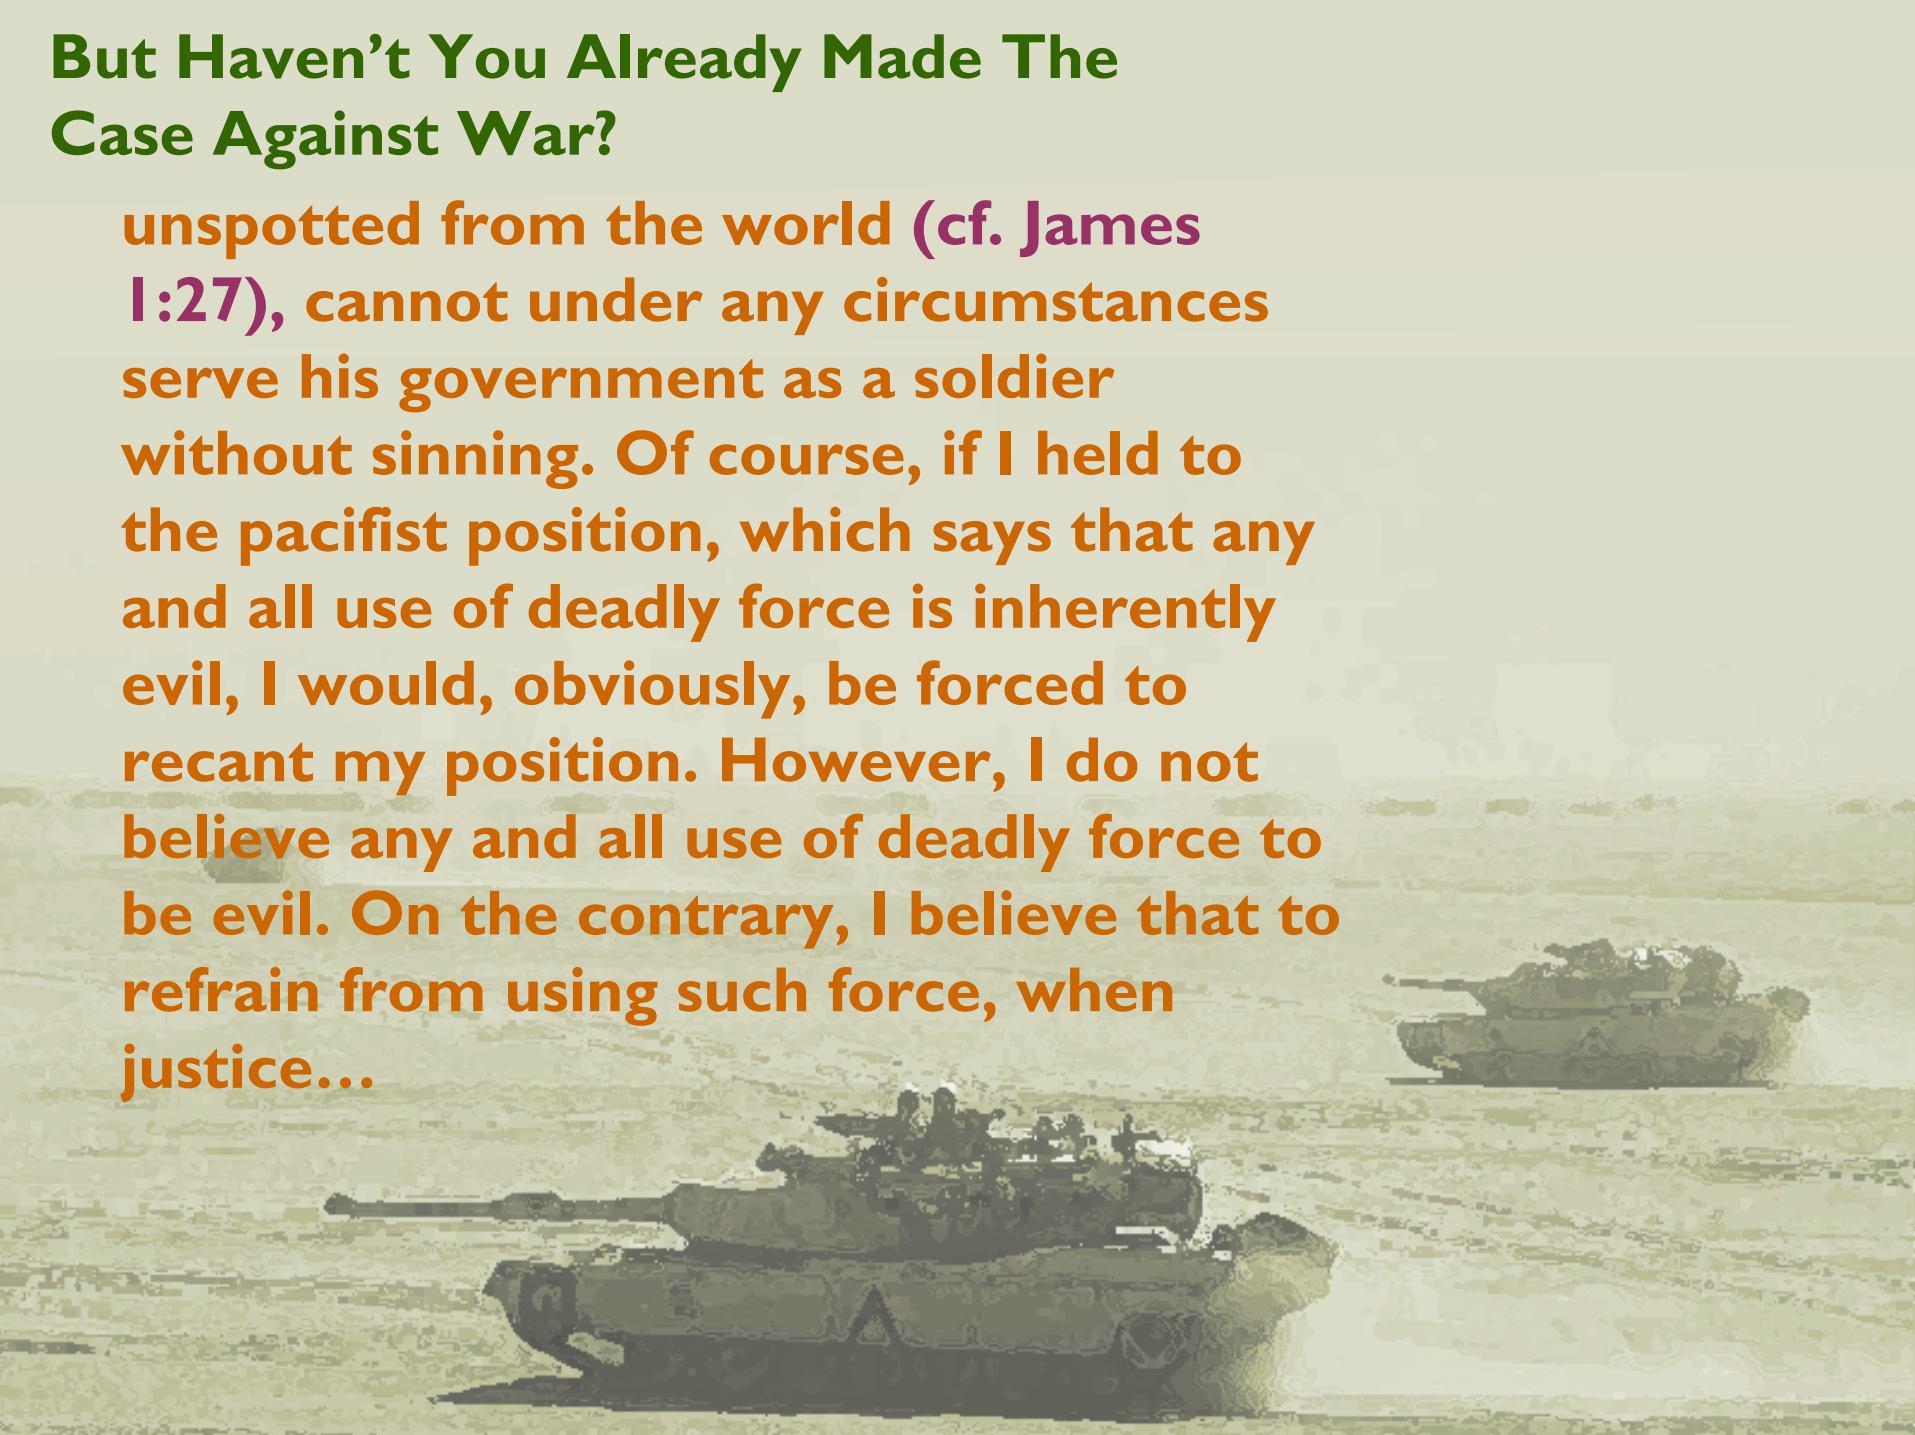 But Haven’t You Already Made The
Case Against War?
unspotted from the world (cf. James
1:27), cannot under any circumstances
serve his government as a soldier
without sinning. Of course, if I held to
the pacifist position, which says that any
and all use of deadly force is inherently
evil, I would, obviously, be forced to
recant my position. However, I do not
believe any and all use of deadly force to
be evil. On the contrary, I believe that to
refrain from using such force, when
justice…